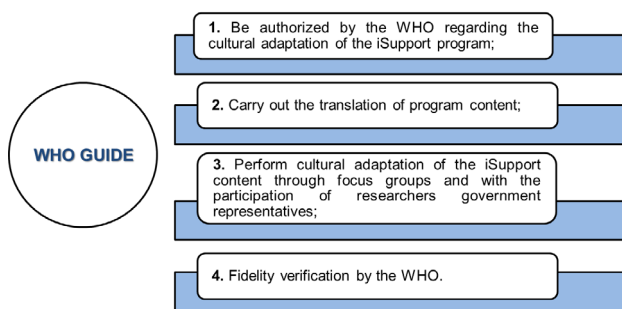 1. Be authorized by the WHO regarding the
cultural adaptation of the iSupport program;
2. Carry out the translation of program content;
WHO GUIDE
3. Perform cultural adaptation of the iSupport
content through focus groups and with the
participation of researchers government
representatives;
4. Fidelity verification by the WHO.